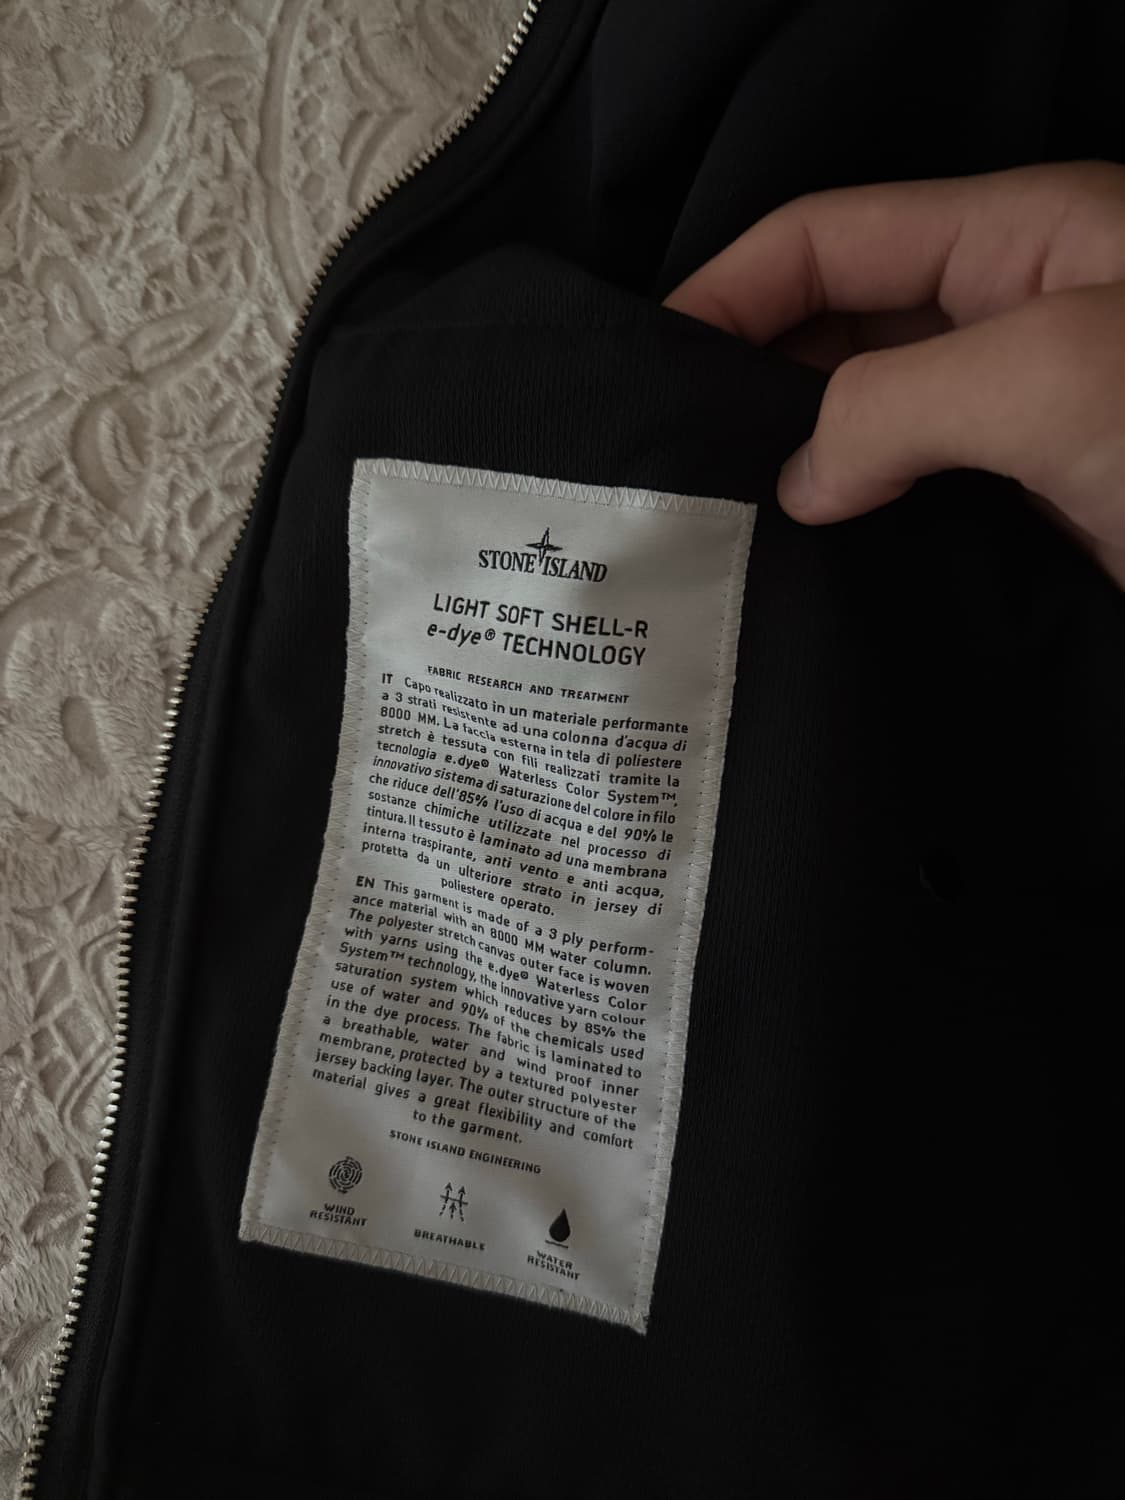 STONE ISLAND
LIGHT SOFT SHELL-R
e-dye® TECHNOLOGY
FABRIC RESEARCH AND TREATMENT
IT Capo realizzato in un materiale performante
a 3 strati resistente ad una colonna d'acqua di
8000 MM. La faccia esterna in tela di poliestere
stretch è tessuta con fili realizzati tramite la
tecnologia e.dye® Waterless Color System™,
innovativo sistema di saturazione del colore in filo
che riduce dell'85% l'uso di acqua e del 90% le
sostanze chimiche utilizzate nel processo di
tintura. Il tessuto è laminato ad una membrana
interna traspirante, anti vento e anti acqua,
protetta da un ulteriore strato in jersey di
poliestere operato.
EN This garment is made of a 3 ply perform-
ance material with an 8000 MM water column.
The polyester stretch canvas outer face is woven
with yarns using the e.dye® Waterless Color
System™ technology, the innovative yarn colour
saturation system which reduces by 85% the
use of water and 90% of the chemicals used
in the dye process. The fabric is laminated to
a breathable, water and wind proof inner
membrane, protected by a textured polyester
jersey backing layer. The outer structure of the
material gives a great flexibility and comfort
to the garment.
STONE ISLAND ENGINEERING
WIND
RESISTANT
BREATHABLE
WATER
RESISTANT